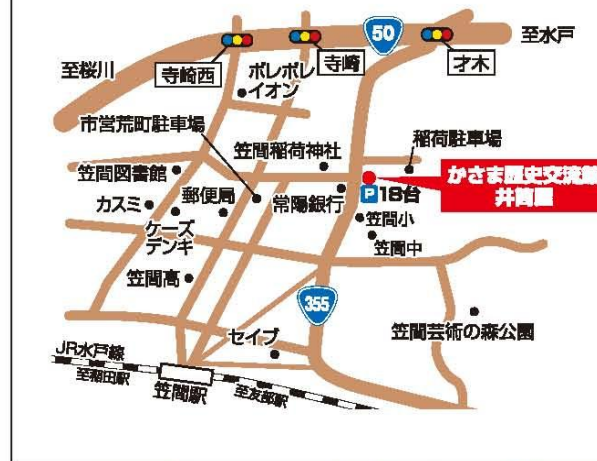 50
至水戸
至桜川
寺崎西
寺崎
才木
ポレポレ
イオン
市営荒町駐車場
笠間稲荷神社
稲荷駐車場
笠間図書館
かさま歴史交流館
井筒屋
カスミ
郵便局
常陽銀行
P18台
ケーズ
デンキ
笠間小
笠間中
笠間高
355
笠間芸術の森公園
セイブ
JR水戸線
至稲田駅
笠間駅
至友部駅